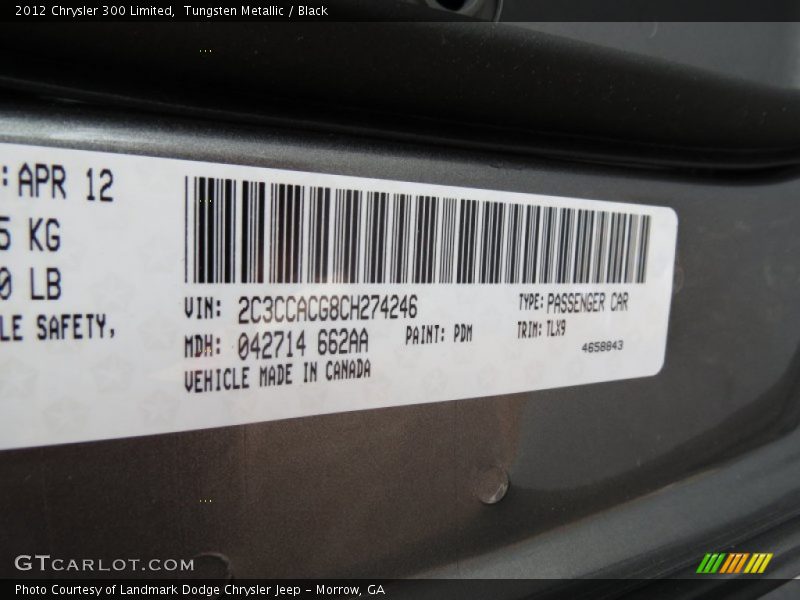 2012 Chrysler 300 Limited, Tungsten Metallic / Black
: APR 12
5 KG
0 LB
LE SAFETY,
VIN: 2C3CCACG8CH274246
TYPE: PASSENGER CAR
MDH: 042714 662AA
PAINT: PDM
TRIM: TLX9
VEHICLE MADE IN CANADA
4658843
GTCARLOT.COM
Photo Courtesy of Landmark Dodge Chrysler Jeep - Morrow, GA